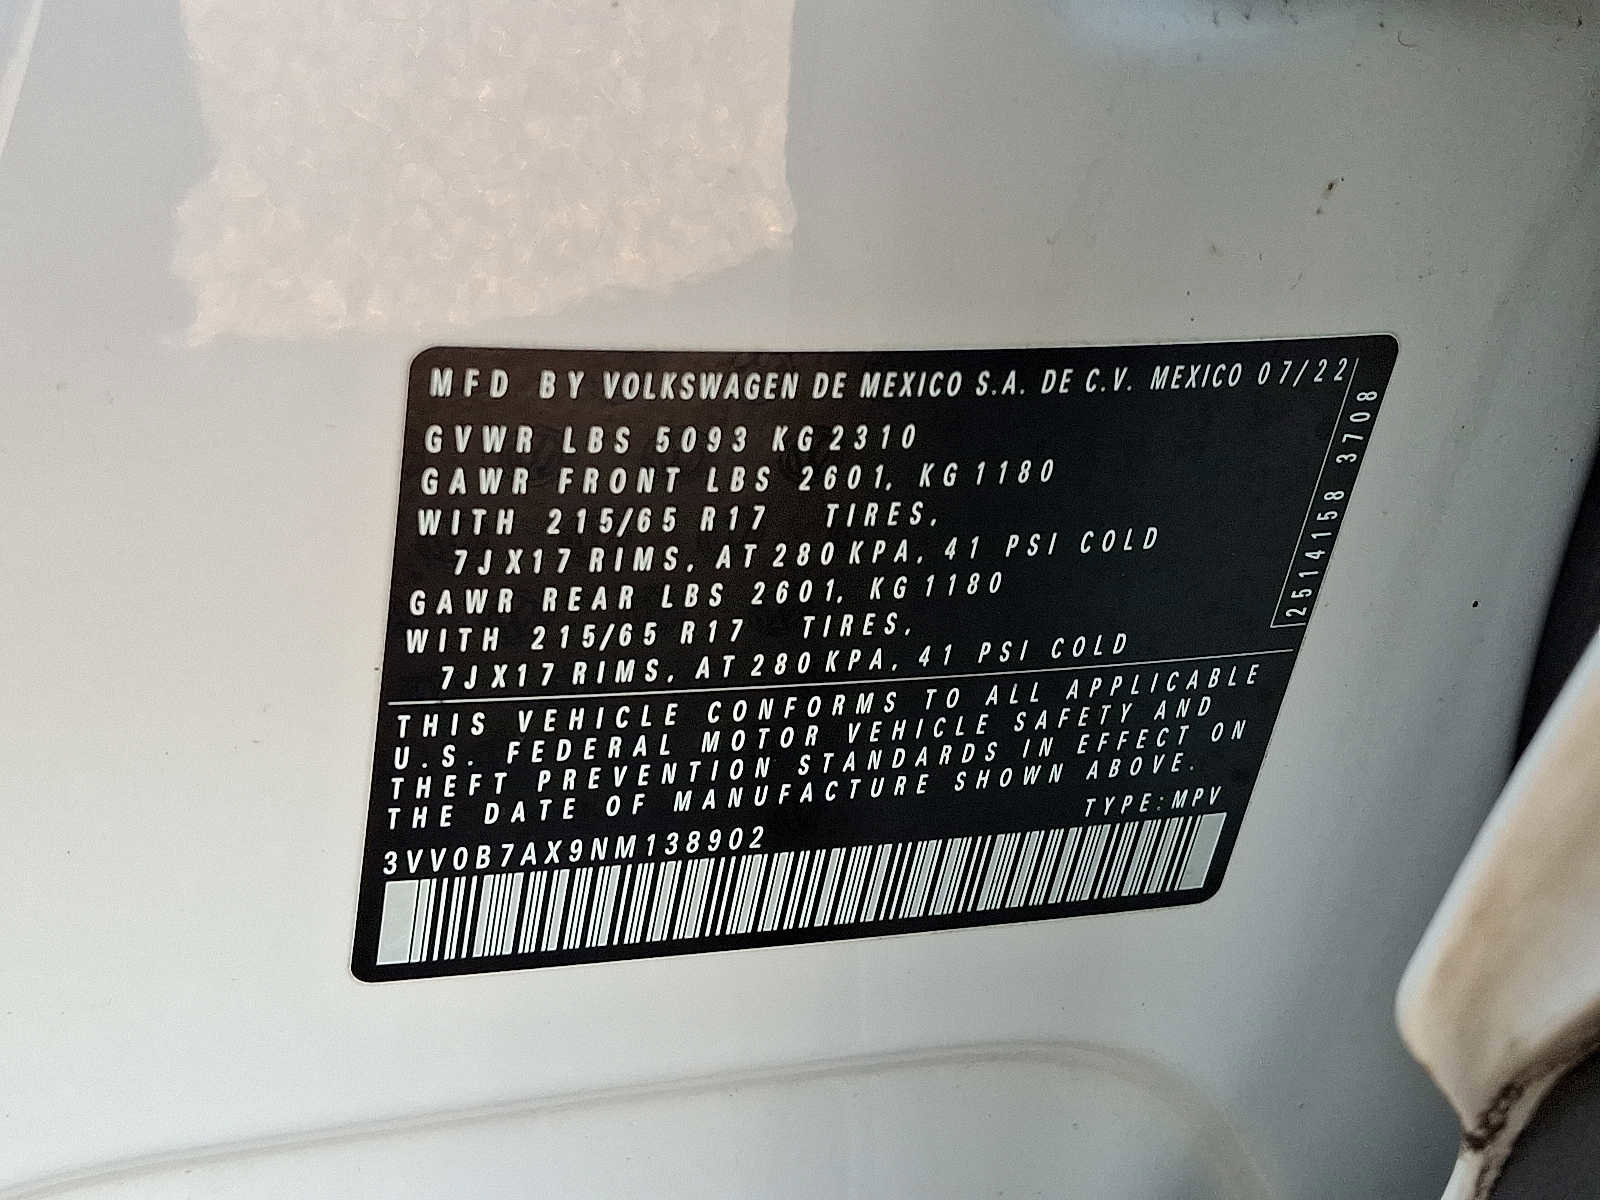 MFD BY VOLKSWAGEN DE MEXICO S.A. DE C.V. MEXICO 07/22
GVWR LBS 5093 KG 2310
GAWR FRONT LBS 2601, KG 1180
WITH 215/65 R17 TIRES,
7JX17 RIMS, AT 280 KPA, 41 PSI COLD
GAWR REAR LBS 2601, KG 1180
WITH 215/65 R17 TIRES,
7JX17 RIMS, AT 280 KPA, 41 PSI COLD
2514158 3708
THIS VEHICLE CONFORMS TO ALL APPLICABLE
U.S. FEDERAL MOTOR VEHICLE SAFETY AND
THEFT PREVENTION STANDARDS IN EFFECT ON
THE DATE OF MANUFACTURE SHOWN ABOVE.
TYPE: MPV
3VV0B7AX9NM138902